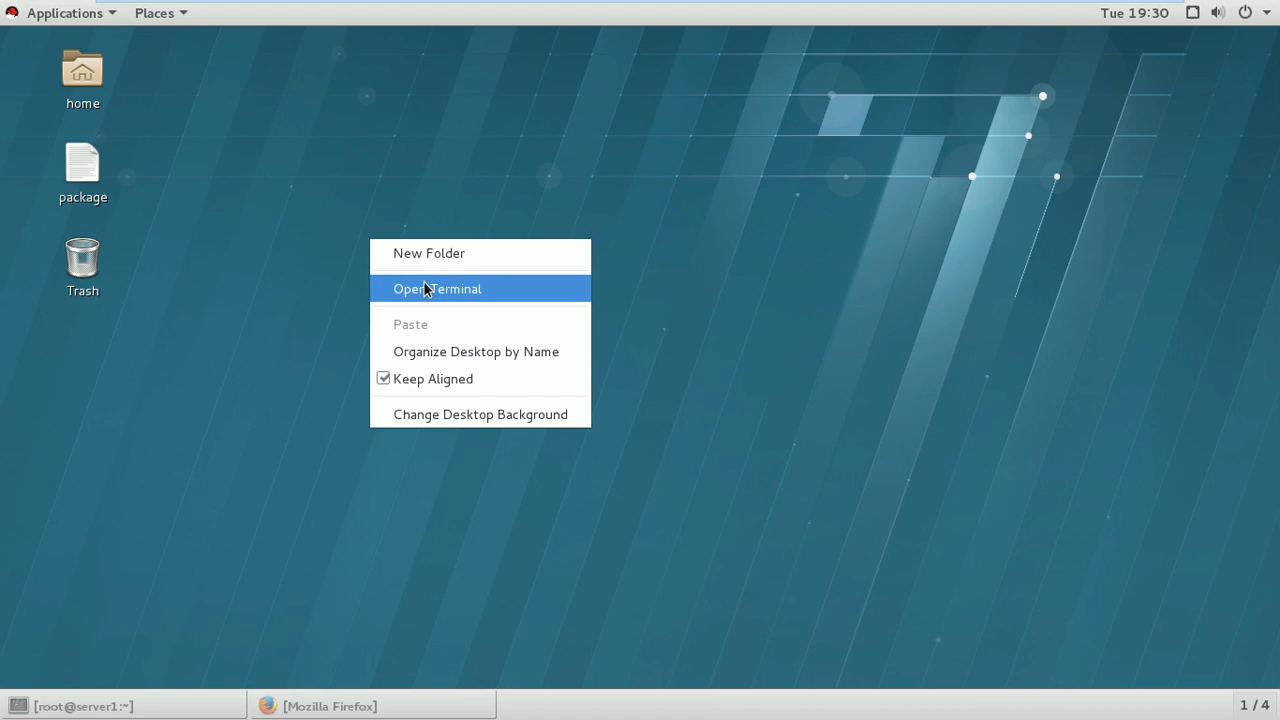 Applications Places Tue 19:30
home
package
Trash
New Folder
Open Terminal
Paste
Organize Desktop by Name
Keep Aligned
Change Desktop Background
[root@server1:~] [Mozilla Firefox] 1 / 4